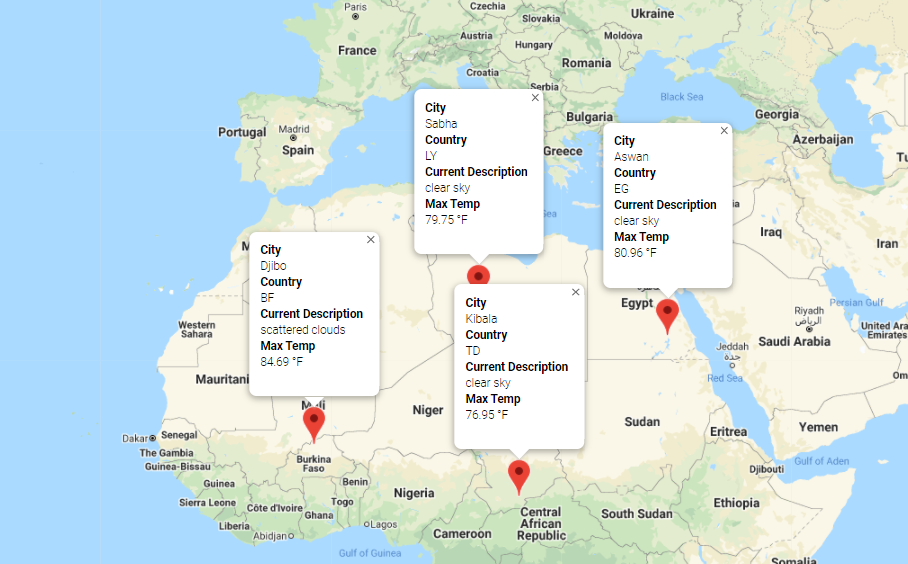 Paris
Czechia
Slovakia
Ukraine
France
Austria
Hungary
Moldova
Romania
Croatia
Serbia
Black Sea
Bulgaria
Georgia
Azerbaijan
Portugal
Madrid
Spain
Greece
Iraq
Iran
City
Sabha
Country
LY
Current Description
clear sky
Max Temp
79.75 °F
City
Aswan
Country
EG
Current Description
clear sky
Max Temp
80.96 °F
City
Djibo
Country
BF
Current Description
scattered clouds
Max Temp
84.69 °F
City
Kibala
Country
TD
Current Description
clear sky
Max Temp
76.95 °F
Egypt
Persian Gulf
Riyadh
الرياض
United Arab
Emirates
Saudi Arabia
Western
Sahara
Jeddah
جدة
Red Sea
Mauritani
Mali
Niger
Sudan
Eritrea
Yemen
Dakar
Senegal
The Gambia
Guinea-Bissau
Burkina
Faso
Gulf of Aden
Djibouti
Guinea
Benin
Nigeria
Sierra Leone
Côte d'Ivoire
Togo
Ghana
Central
African
Republic
South Sudan
Ethiopia
Liberia
Abidjan
Lagos
Cameroon
Gulf of Guinea
Somalia